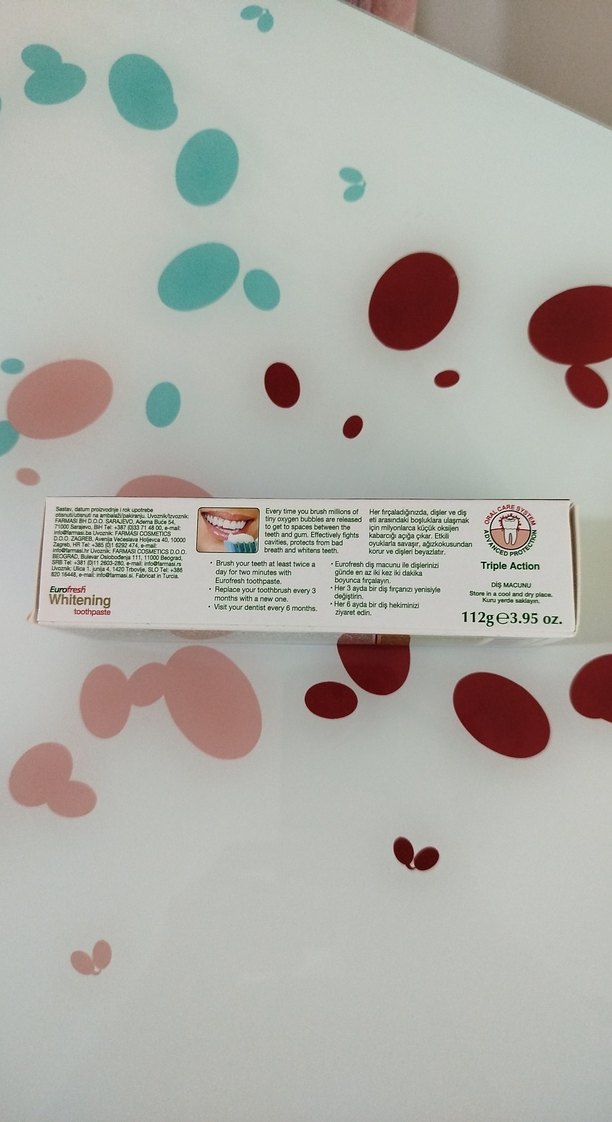 Sastav, datum proizvodnje i rok upotrebe
otisnuti/utisnuti na ambalaži/pakiranju. Uvoznik/Izvoznik:
FARMASI BH D.O.O. SARAJEVO, Adema Buće 54,
71000 Sarajevo, BiH Tel: +387 (0)33 71 48 00, e-mail:
info@farmasi.ba Uvoznik: FARMASI COSMETICS
D.O.O. ZAGREB, Avenija Većeslava Holjevca 40, 10000
Zagreb, HR Tel: +385 (0)1 6292 474, e-mail:
info@farmasi.hr Uvoznik: FARMASI COSMETICS D.O.O.
BEOGRAD, Bulevar Oslobođenja 111, 11000 Beograd,
SRB Tel: +381 (0)11 2603-280, e-mail: info@farmasi.rs
Uvoznik: Ulica 1. junija 4, 1420 Trbovlje, SLO Tel: +386
820 16448, e-mail: info@farmasi.si. Fabricat in Turcia.
Eurofresh
Whitening
toothpaste
Every time you brush millions of
tiny oxygen bubbles are released
to get to spaces between the
teeth and gum. Effectively fights
cavities, protects from bad
breath and whitens teeth.
• Brush your teeth at least twice a
day for two minutes with
Eurofresh toothpaste.
• Replace your toothbrush every 3
months with a new one.
• Visit your dentist every 6 months.
Her fırçaladığınızda, dişler ve diş
eti arasındaki boşluklara ulaşmak
için milyonlarca küçük oksijen
kabarcığı açığa çıkar. Etkili
oyuklarla savaşır, ağızkokusundan
korur ve dişleri beyazlatır.
• Eurofresh diş macunu ile dişlerinizi
günde en az iki kez iki dakika
boyunca fırçalayın.
• Her 3 ayda bir diş fırçanızı yenisiyle
değiştirin.
• Her 6 ayda bir diş hekiminizi
ziyaret edin.
ORAL CARE SYSTEM
ADVANCED PROTECTION
Triple Action
DİŞ MACUNU
Store in a cool and dry place.
Kuru yerde saklayın.
112g ℮ 3.95 oz.